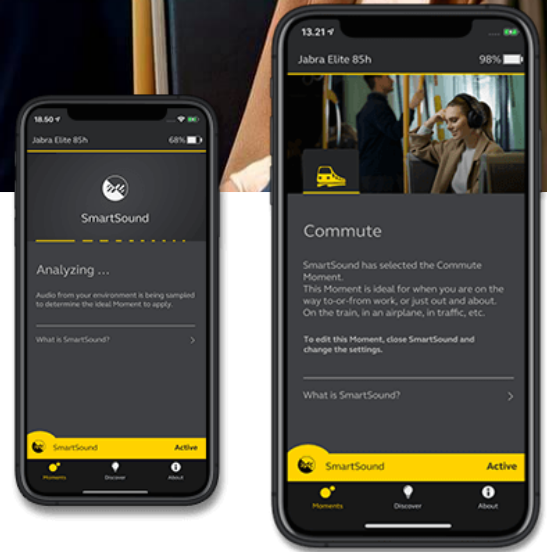 18.50
Jabra Elite 85h 68%
SmartSound
Analyzing ...
Audio from your environment is being sampled
to determine the ideal Moment to apply.
What is SmartSound?
SmartSound Active
Moments Discover About
13.21
Jabra Elite 85h 98%
Commute
SmartSound has selected the Commute
Moment.
This Moment is ideal for when you are on the
way to-or-from work, or just out and about.
On the train, in an airplane, in traffic, etc.
To edit this Moment, close SmartSound and
change the settings.
What is SmartSound?
SmartSound Active
Moments Discover About